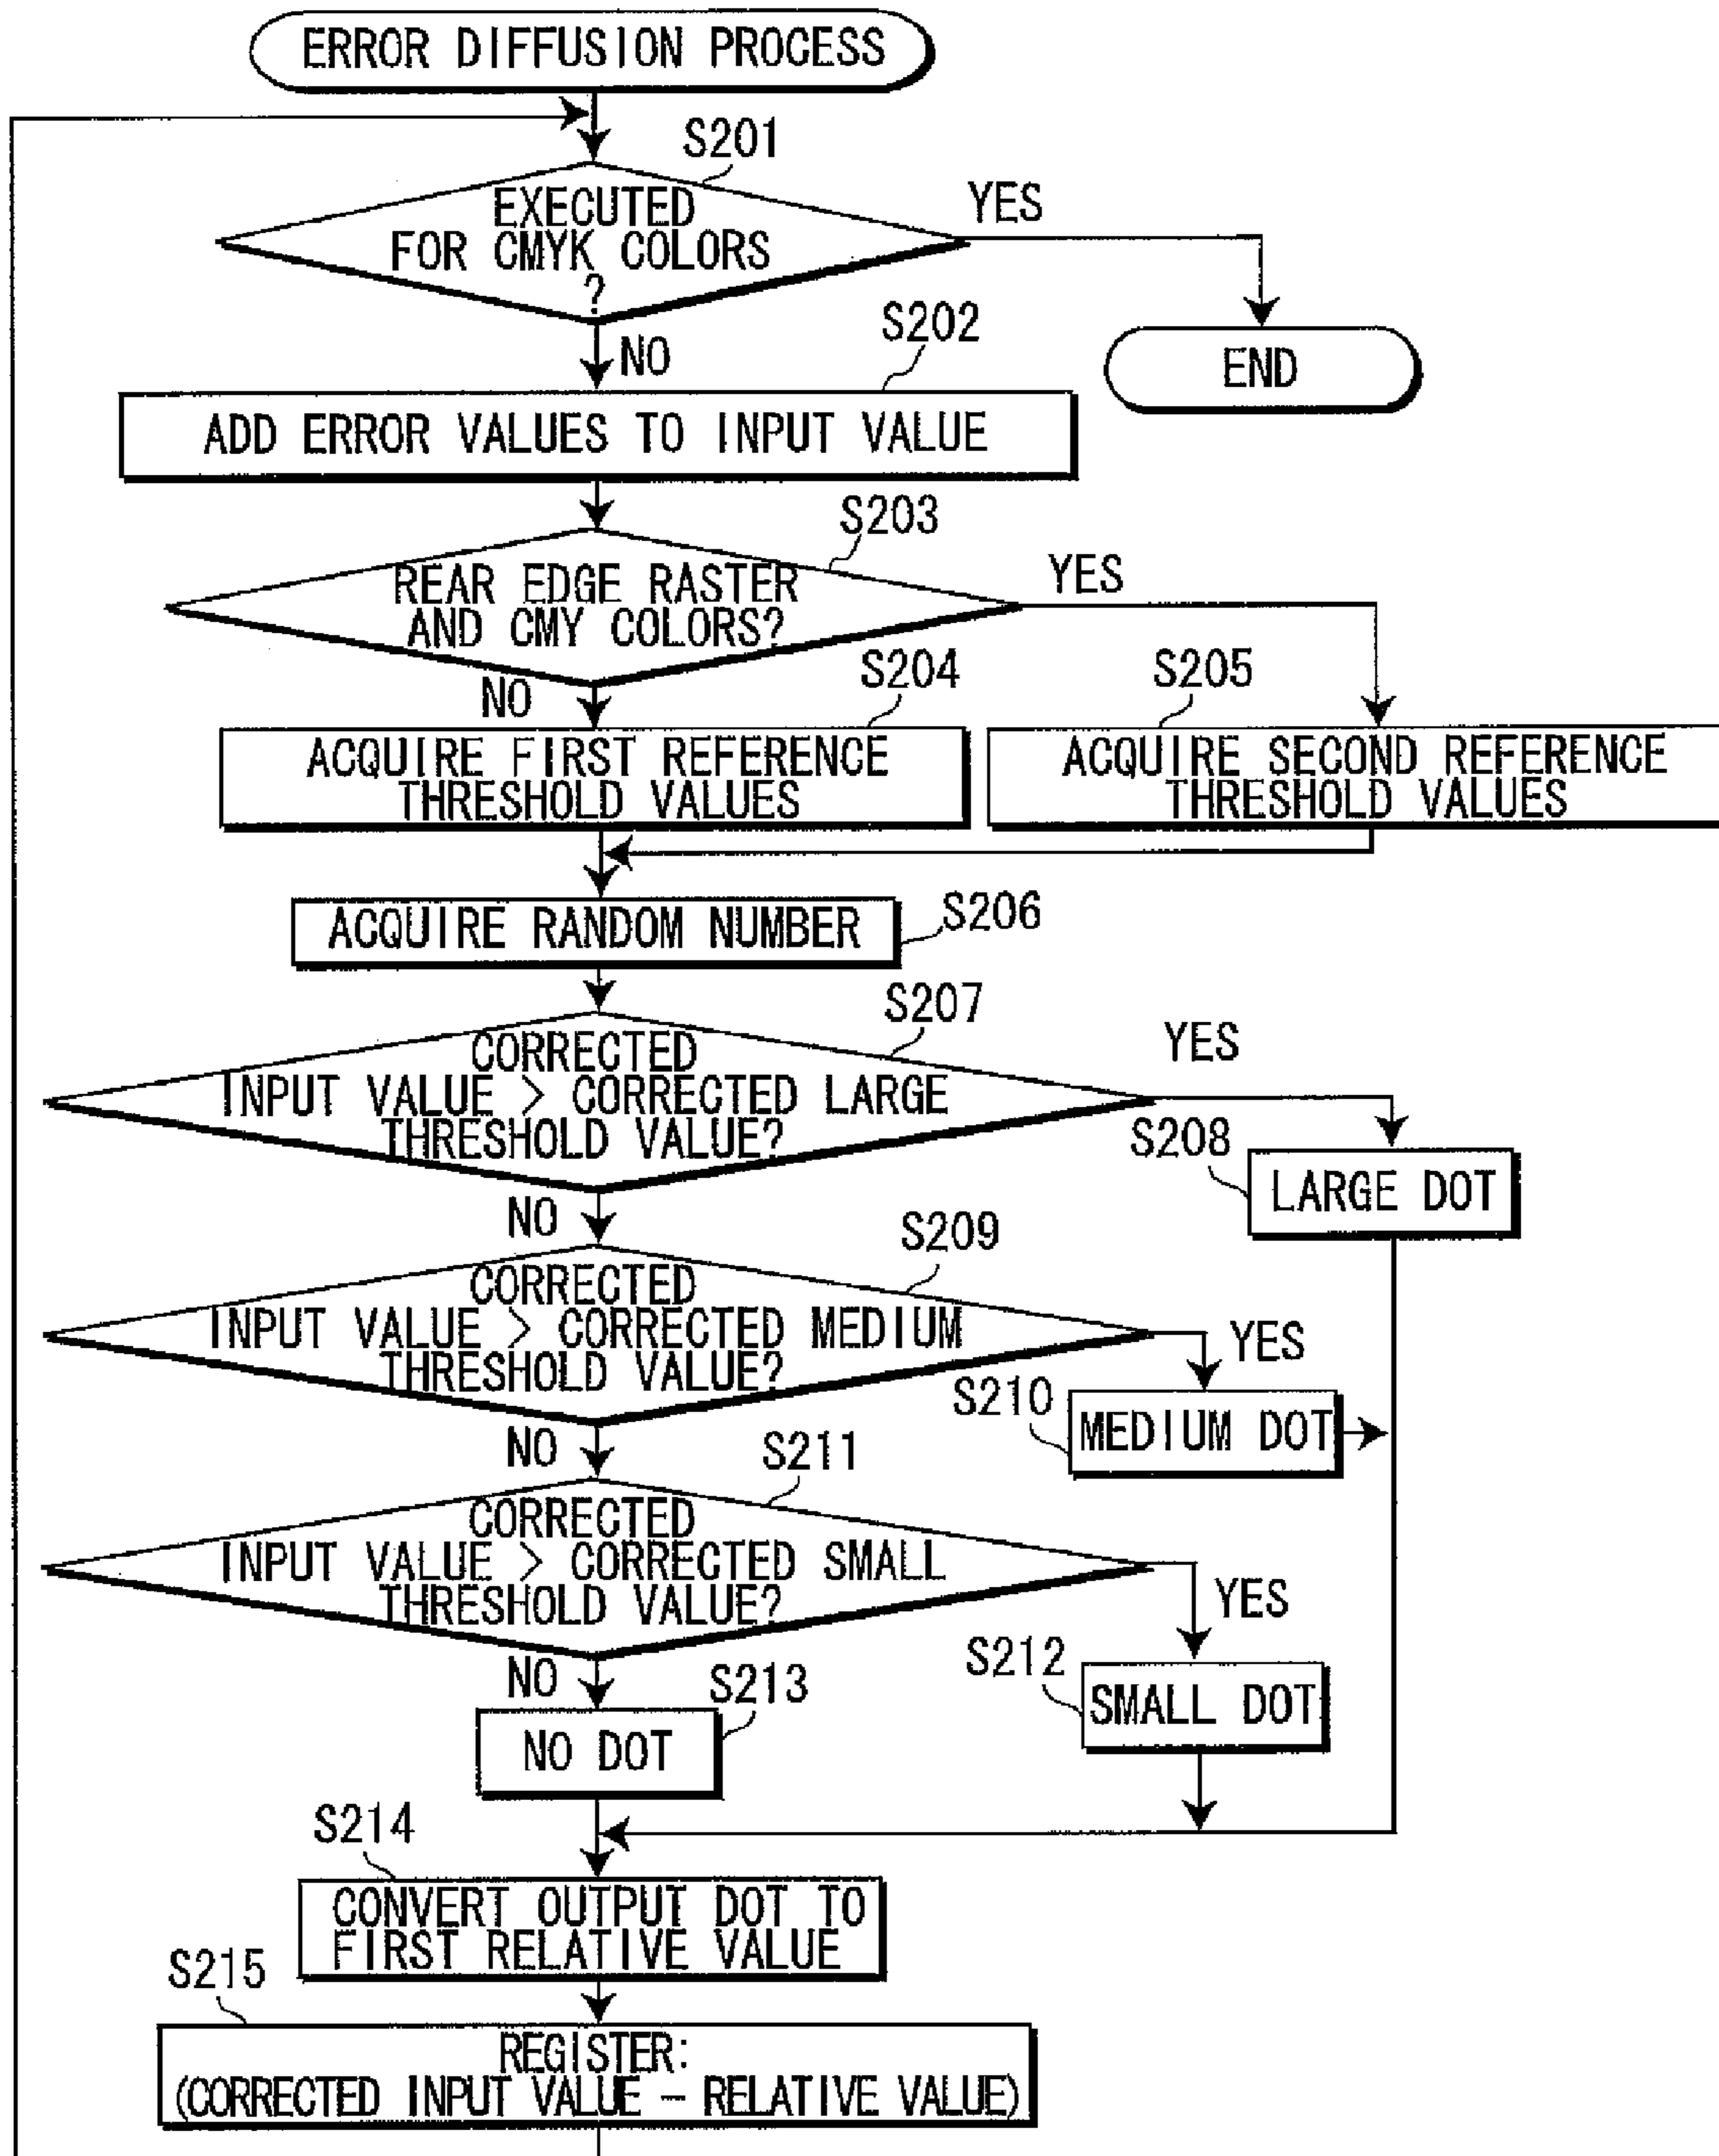 ERROR DIFFUSION PROCESS
S201
EXECUTED
FOR CMYK COLORS
?
YES
END
NO
S202
ADD ERROR VALUES TO INPUT VALUE
S203
REAR EDGE RASTER
AND CMY COLORS?
YES
NO
S204
ACQUIRE FIRST REFERENCE
THRESHOLD VALUES
S205
ACQUIRE SECOND REFERENCE
THRESHOLD VALUES
ACQUIRE RANDOM NUMBER
S206
S207
CORRECTED
INPUT VALUE > CORRECTED LARGE
THRESHOLD VALUE?
YES
S208
LARGE DOT
NO
S209
CORRECTED
INPUT VALUE > CORRECTED MEDIUM
THRESHOLD VALUE?
YES
S210
MEDIUM DOT
NO
S211
CORRECTED
INPUT VALUE > CORRECTED SMALL
THRESHOLD VALUE?
YES
S212
SMALL DOT
NO
S213
NO DOT
S214
CONVERT OUTPUT DOT TO
FIRST RELATIVE VALUE
S215
REGISTER:
(CORRECTED INPUT VALUE - RELATIVE VALUE)